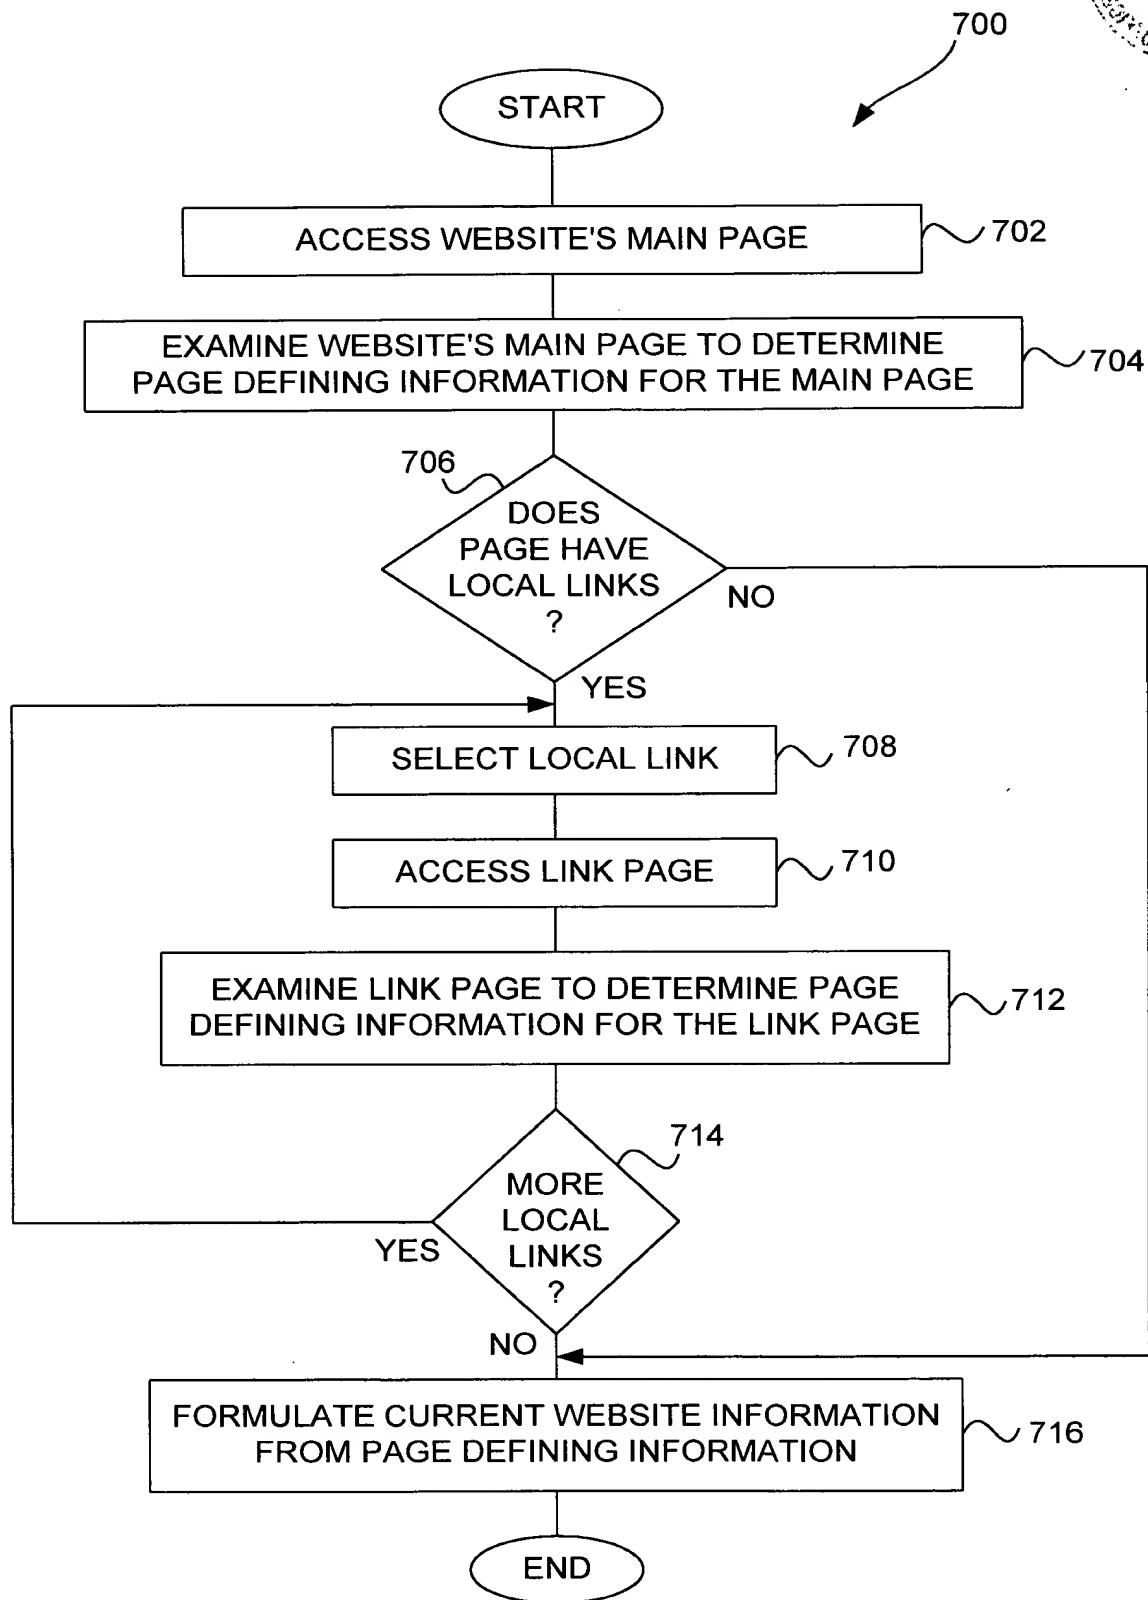 700
START
ACCESS WEBSITE'S MAIN PAGE
702
EXAMINE WEBSITE'S MAIN PAGE TO DETERMINE
PAGE DEFINING INFORMATION FOR THE MAIN PAGE
704
706
DOES
PAGE HAVE
LOCAL LINKS
?
NO
YES
SELECT LOCAL LINK
708
ACCESS LINK PAGE
710
EXAMINE LINK PAGE TO DETERMINE PAGE
DEFINING INFORMATION FOR THE LINK PAGE
712
714
MORE
LOCAL
LINKS
?
YES
NO
FORMULATE CURRENT WEBSITE INFORMATION
FROM PAGE DEFINING INFORMATION
716
END